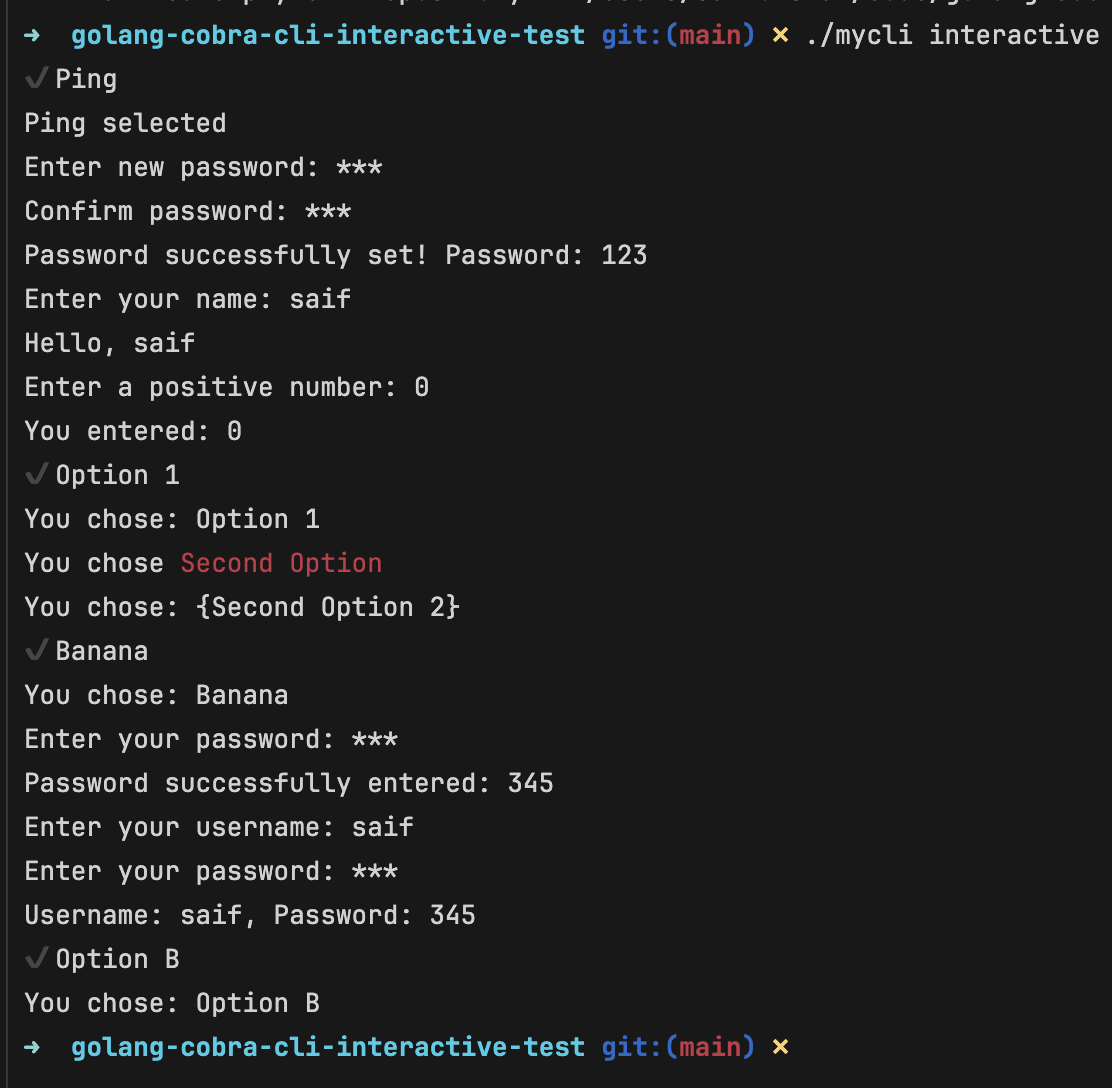 ➜  golang-cobra-cli-interactive-test git:(main) ✗ ./mycli interactive
✓ Ping
Ping selected
Enter new password: ***
Confirm password: ***
Password successfully set! Password: 123
Enter your name: saif
Hello, saif
Enter a positive number: 0
You entered: 0
✓ Option 1
You chose: Option 1
You chose Second Option
You chose: {Second Option 2}
✓ Banana
You chose: Banana
Enter your password: ***
Password successfully entered: 345
Enter your username: saif
Enter your password: ***
Username: saif, Password: 345
✓ Option B
You chose: Option B
➜  golang-cobra-cli-interactive-test git:(main) ✗